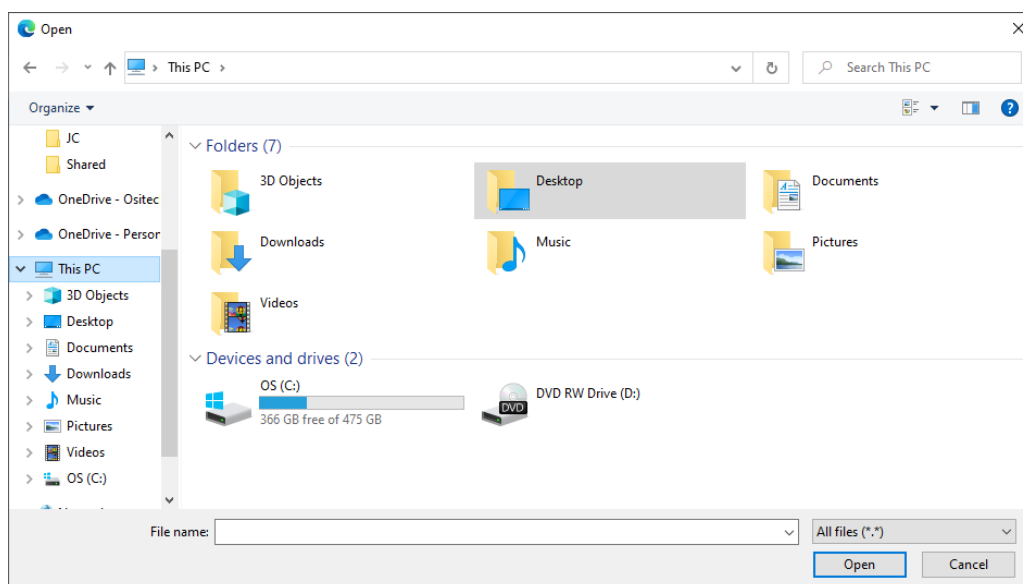 Open
This PC
Search This PC
Organize
JC
Shared
OneDrive - Ositec
OneDrive - Person
This PC
3D Objects
Desktop
Documents
Downloads
Music
Pictures
Videos
OS (C:)
Folders (7)
3D Objects
Desktop
Documents
Downloads
Music
Pictures
Videos
Devices and drives (2)
OS (C:)
366 GB free of 475 GB
DVD
DVD RW Drive (D:)
File name:
All files (*.*)
Open
Cancel